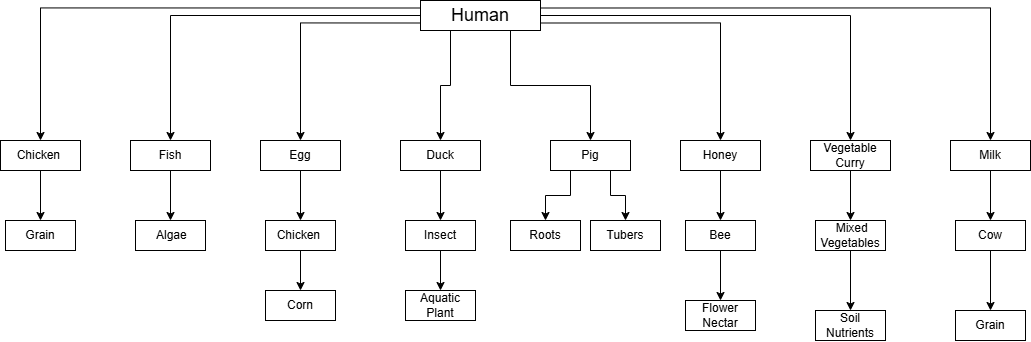 Human
Chicken
Fish
Egg
Duck
Pig
Honey
Vegetable
Curry
Milk
Grain
Algae
Chicken
Insect
Roots
Tubers
Bee
Mixed
Vegetables
Cow
Corn
Aquatic
Plant
Flower
Nectar
Soil
Nutrients
Grain